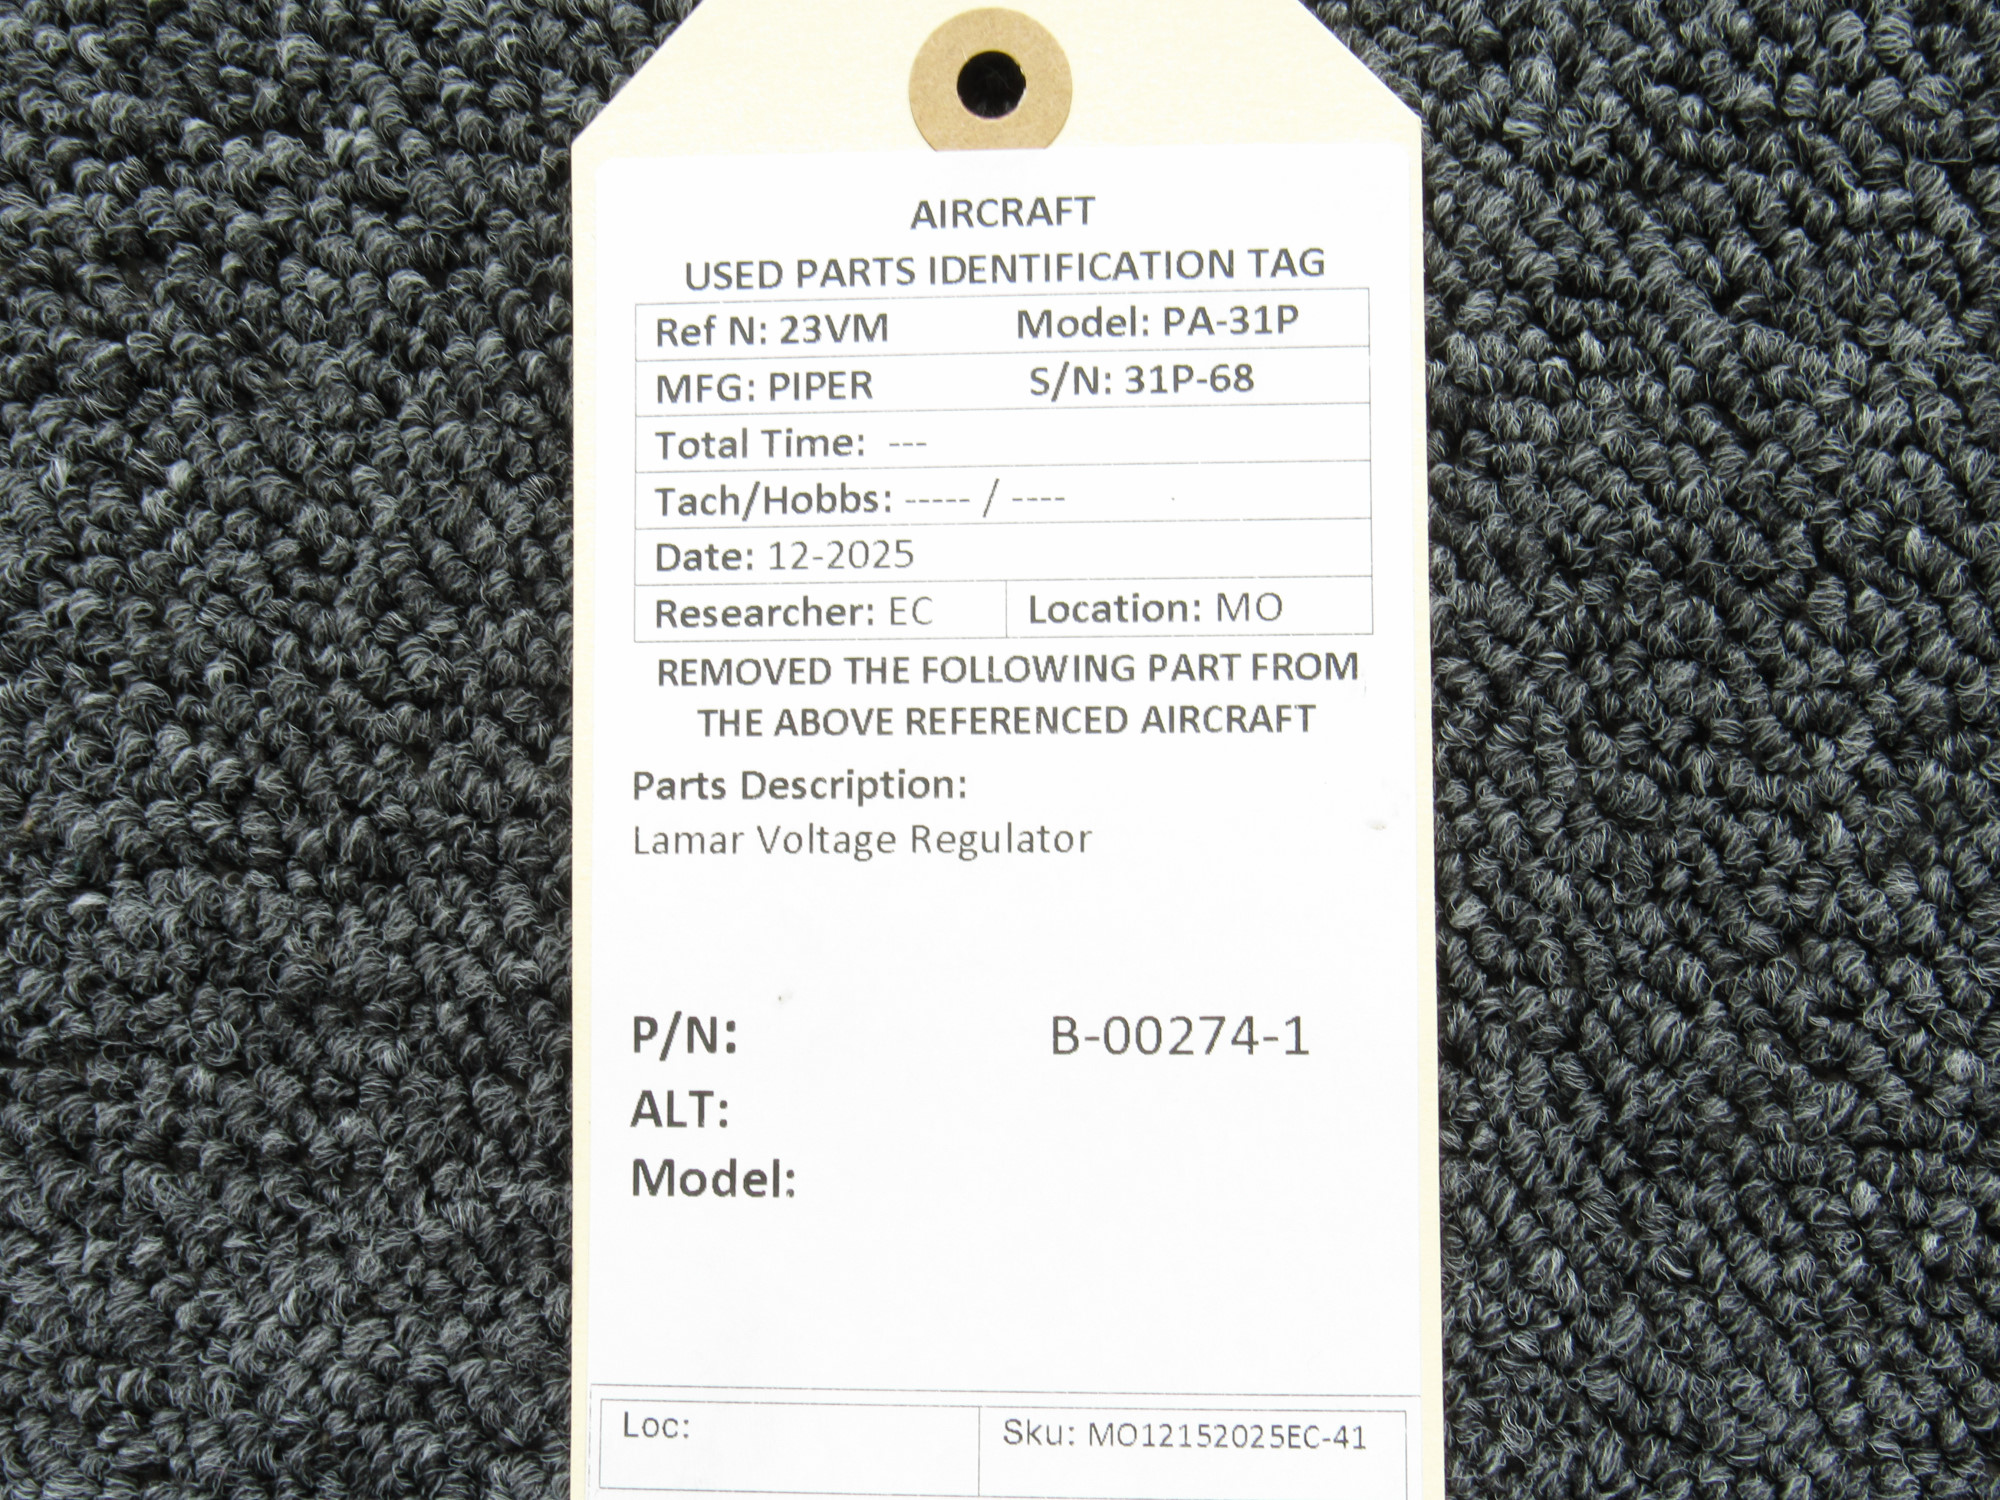 AIRCRAFT
USED PARTS IDENTIFICATION TAG
Ref N: 23VM Model: PA-31P
MFG: PIPER S/N: 31P-68
Total Time: ---
Tach/Hobbs: ----- / ----
Date: 12-2025
Researcher: EC Location: MO
REMOVED THE FOLLOWING PART FROM
THE ABOVE REFERENCED AIRCRAFT
Parts Description:
Lamar Voltage Regulator
P/N: B-00274-1
ALT:
Model:
Loc: Sku: MO12152025EC-41